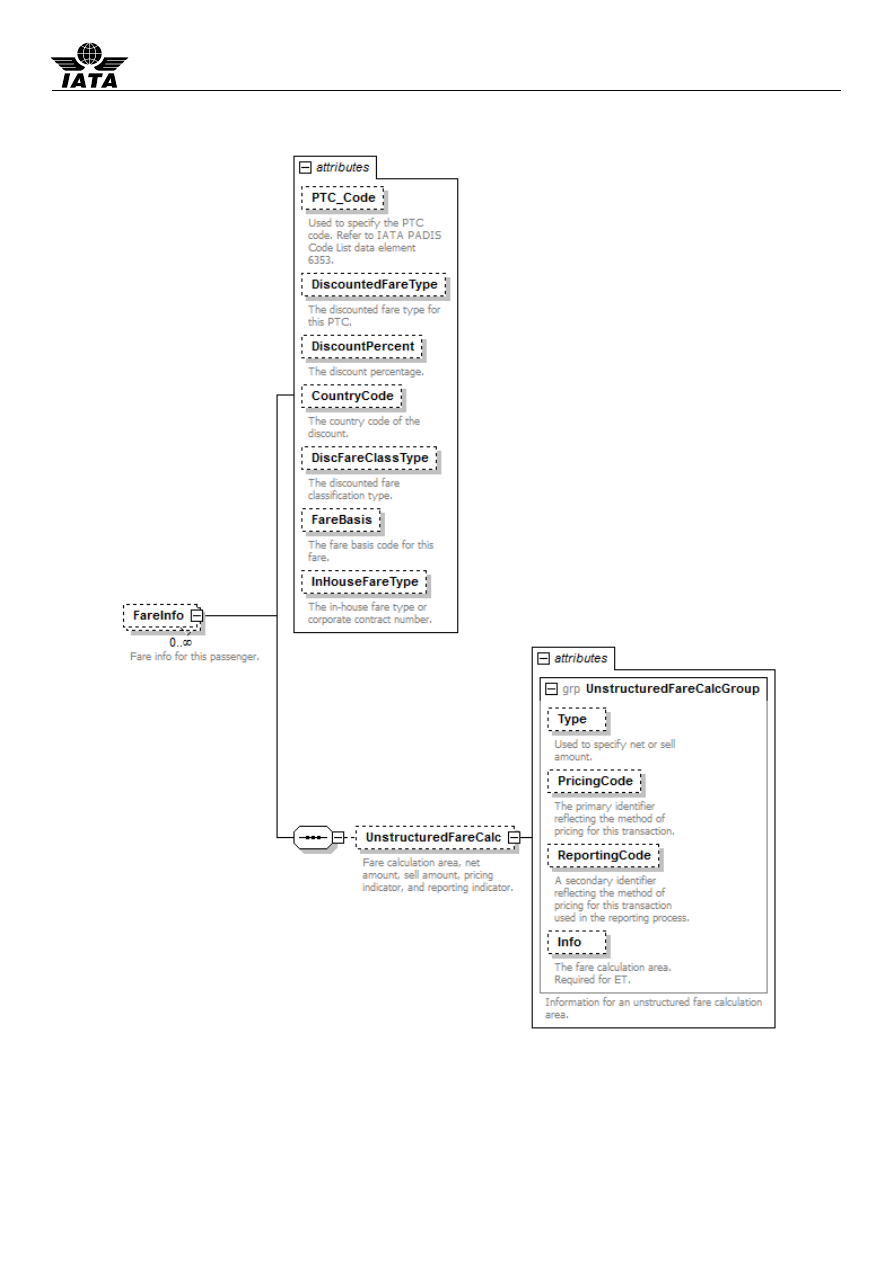 IATA
attributes
PTC_Code
Used to specify the PTC
code. Refer to IATA PADIS
Code List data element
6353.
DiscountedFareType
The discounted fare type for
this PTC.
DiscountPercent
The discount percentage.
CountryCode
The country code of the
discount.
DiscFareClassType
The discounted fare
classification type.
FareBasis
The fare basis code for this
fare.
InHouseFareType
The in-house fare type or
corporate contract number.
FareInfo
0..∞
Fare info for this passenger.
attributes
grp UnstructuredFareCalcGroup
Type
Used to specify net or sell
amount.
PricingCode
The primary identifier
reflecting the method of
pricing for this transaction.
UnstructuredFareCalc
Fare calculation area, net
amount, sell amount, pricing
indicator, and reporting indicator.
ReportingCode
A secondary identifier
reflecting the method of
pricing for this transaction
used in the reporting process.
Info
The fare calculation area.
Required for ET.
Information for an unstructured fare calculation
area.